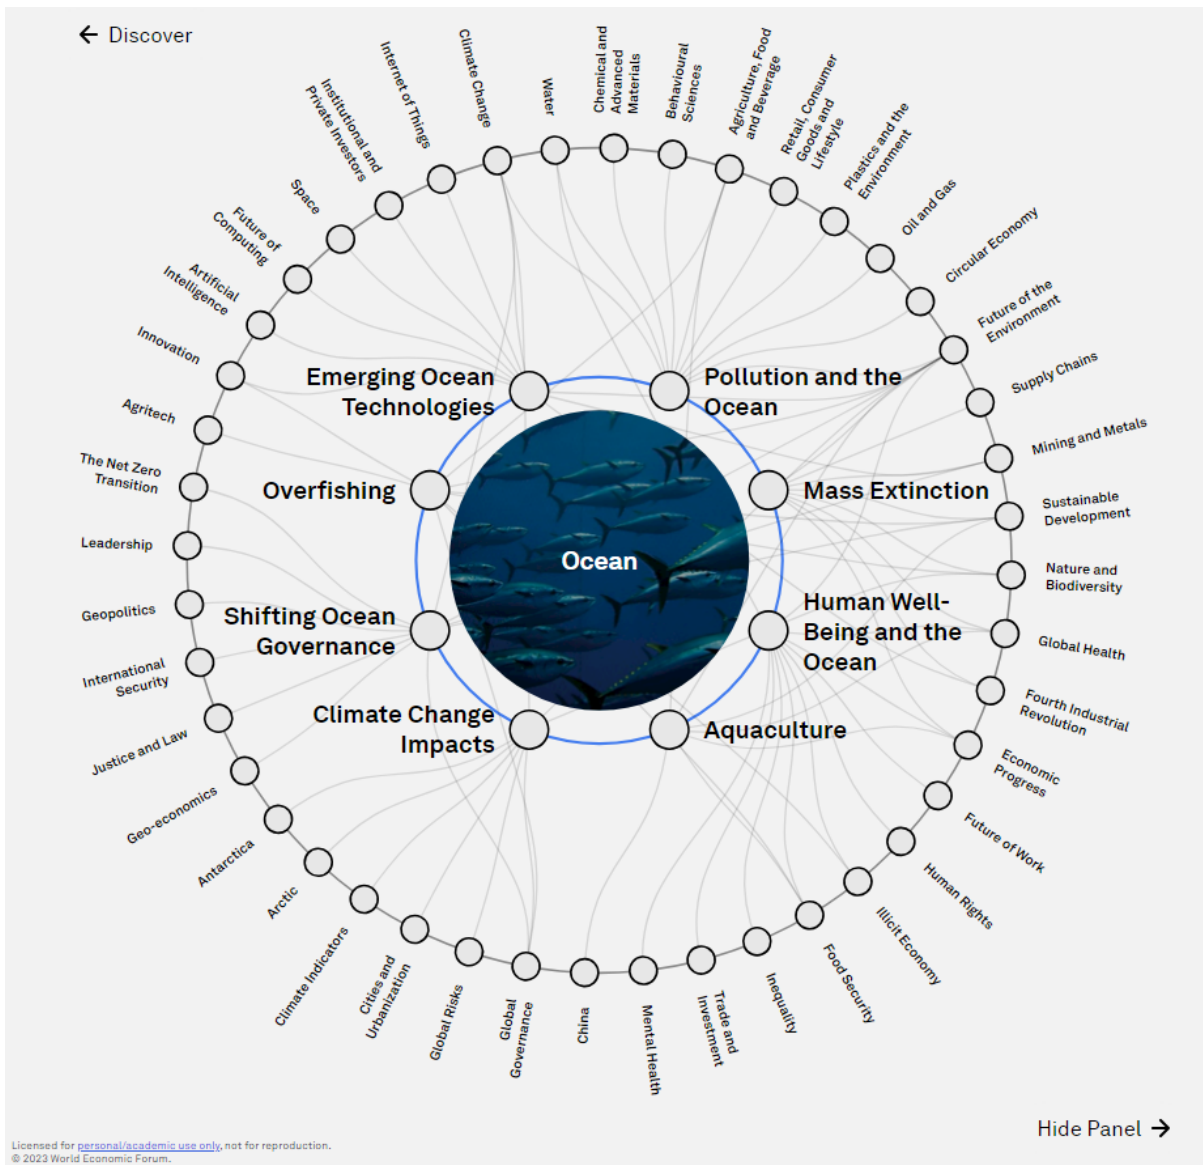 ← Discover
Climate Change
Water
Chemical and
Advanced
Materials
Behavioural
Sciences
Agriculture, Food
and Beverage
Retail, Consumer
Goods and
Lifestyle
Plastics and the
Environment
Oil and Gas
Circular Economy
Future of the
Environment
Supply Chains
Mining and Metals
Sustainable
Development
Nature and
Biodiversity
Global Health
Fourth Industrial
Revolution
Economic
Progress
Future of Work
Human Rights
Illicit Economy
Food Security
Inequality
Trade and
Investment
Mental Health
China
Global
Governance
Global Risks
Cities and
Urbanization
Climate Indicators
Arctic
Antarctica
Geo-economics
Justice and Law
International
Security
Geopolitics
Leadership
The Net Zero
Transition
Agritech
Innovation
Artificial
Intelligence
Future of
Computing
Space
Institutional and
Private Investors
Internet of Things
Emerging Ocean
Technologies
Pollution and the
Ocean
Overfishing
Mass Extinction
Ocean
Shifting Ocean
Governance
Human Well-
Being and the
Ocean
Climate Change
Impacts
Aquaculture
Hide Panel →
Licensed for personal/academic use only, not for reproduction.
© 2023 World Economic Forum.